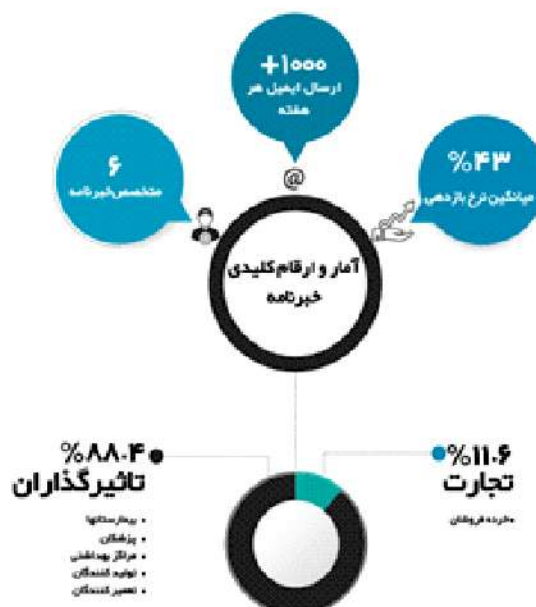 +۱۰۰۰
ارسال ایمیل هر
هفته
۶
متخصص خبرنامه
%۴۳
میانگین نرخ بازدهی
@
آمار و ارقام کلیدی
خبرنامه
%۸۸.۴
تاثیرگذاران
• بیمارستانها
• پزشکان
• مراکز بهداشتی
• تولید کنندگان
• تعمیر کنندگان
%۱۱.۶
تجارت
•خرده فروشان